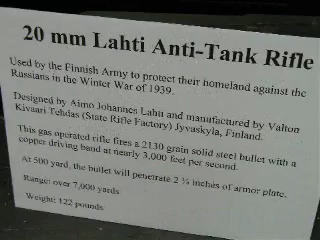 20 mm Lahti Anti-Tank Rifle
Used by the Finnish Army to protect their homeland against the
Russians in the Winter War of 1939.
Designed by Aimo Johannes Lahti and manufactured by Valton
Kivaari Tehdas (State Rifle Factory) Jyvaskyla, Finland.
This gas operated rifle fires a 2130 grain solid steel bullet with a
copper driving band at nearly 3,000 feet per second.
At 500 yard, the bullet will penetrate 2 ¾ inches of armor plate.
Range: over 7,000 yards
Weight: 122 pounds